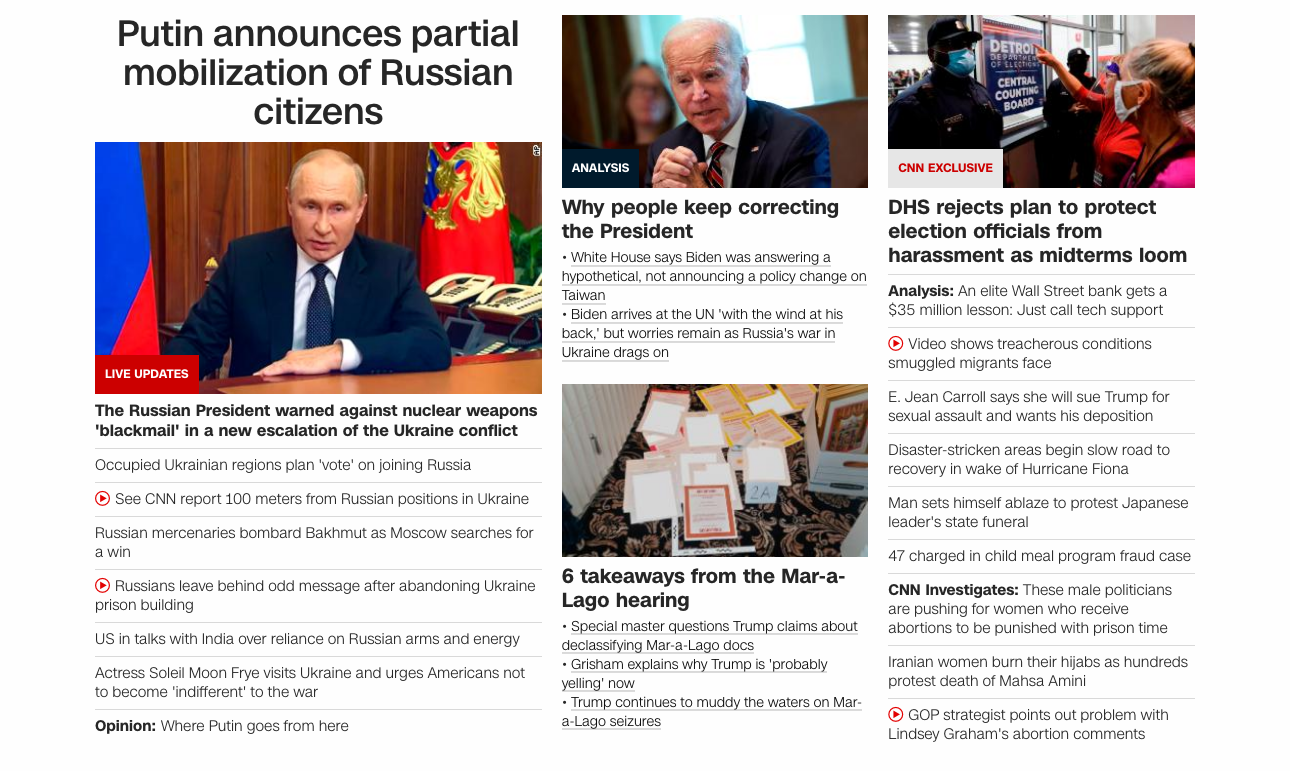 Putin announces partial
mobilization of Russian
citizens
AP
LIVE UPDATES
The Russian President warned against nuclear weapons
'blackmail' in a new escalation of the Ukraine conflict
Occupied Ukrainian regions plan 'vote' on joining Russia
See CNN report 100 meters from Russian positions in Ukraine
Russian mercenaries bombard Bakhmut as Moscow searches for
a win
Russians leave behind odd message after abandoning Ukraine
prison building
US in talks with India over reliance on Russian arms and energy
Actress Soleil Moon Frye visits Ukraine and urges Americans not
to become 'indifferent' to the war
Opinion: Where Putin goes from here
ANALYSIS
Why people keep correcting
the President
• White House says Biden was answering a
hypothetical, not announcing a policy change on
Taiwan
• Biden arrives at the UN 'with the wind at his
back,' but worries remain as Russia's war in
Ukraine drags on
2A
6 takeaways from the Mar-a-
Lago hearing
• Special master questions Trump claims about
declassifying Mar-a-Lago docs
• Grisham explains why Trump is 'probably
yelling' now
• Trump continues to muddy the waters on Mar-
a-Lago seizures
DETROIT
DEPARTMENT
OF ELECTIONS
CENTRAL
COUNTING
BOARD
CNN EXCLUSIVE
DHS rejects plan to protect
election officials from
harassment as midterms loom
Analysis: An elite Wall Street bank gets a
$35 million lesson: Just call tech support
Video shows treacherous conditions
smuggled migrants face
E. Jean Carroll says she will sue Trump for
sexual assault and wants his deposition
Disaster-stricken areas begin slow road to
recovery in wake of Hurricane Fiona
Man sets himself ablaze to protest Japanese
leader's state funeral
47 charged in child meal program fraud case
CNN Investigates: These male politicians
are pushing for women who receive
abortions to be punished with prison time
Iranian women burn their hijabs as hundreds
protest death of Mahsa Amini
GOP strategist points out problem with
Lindsey Graham's abortion comments